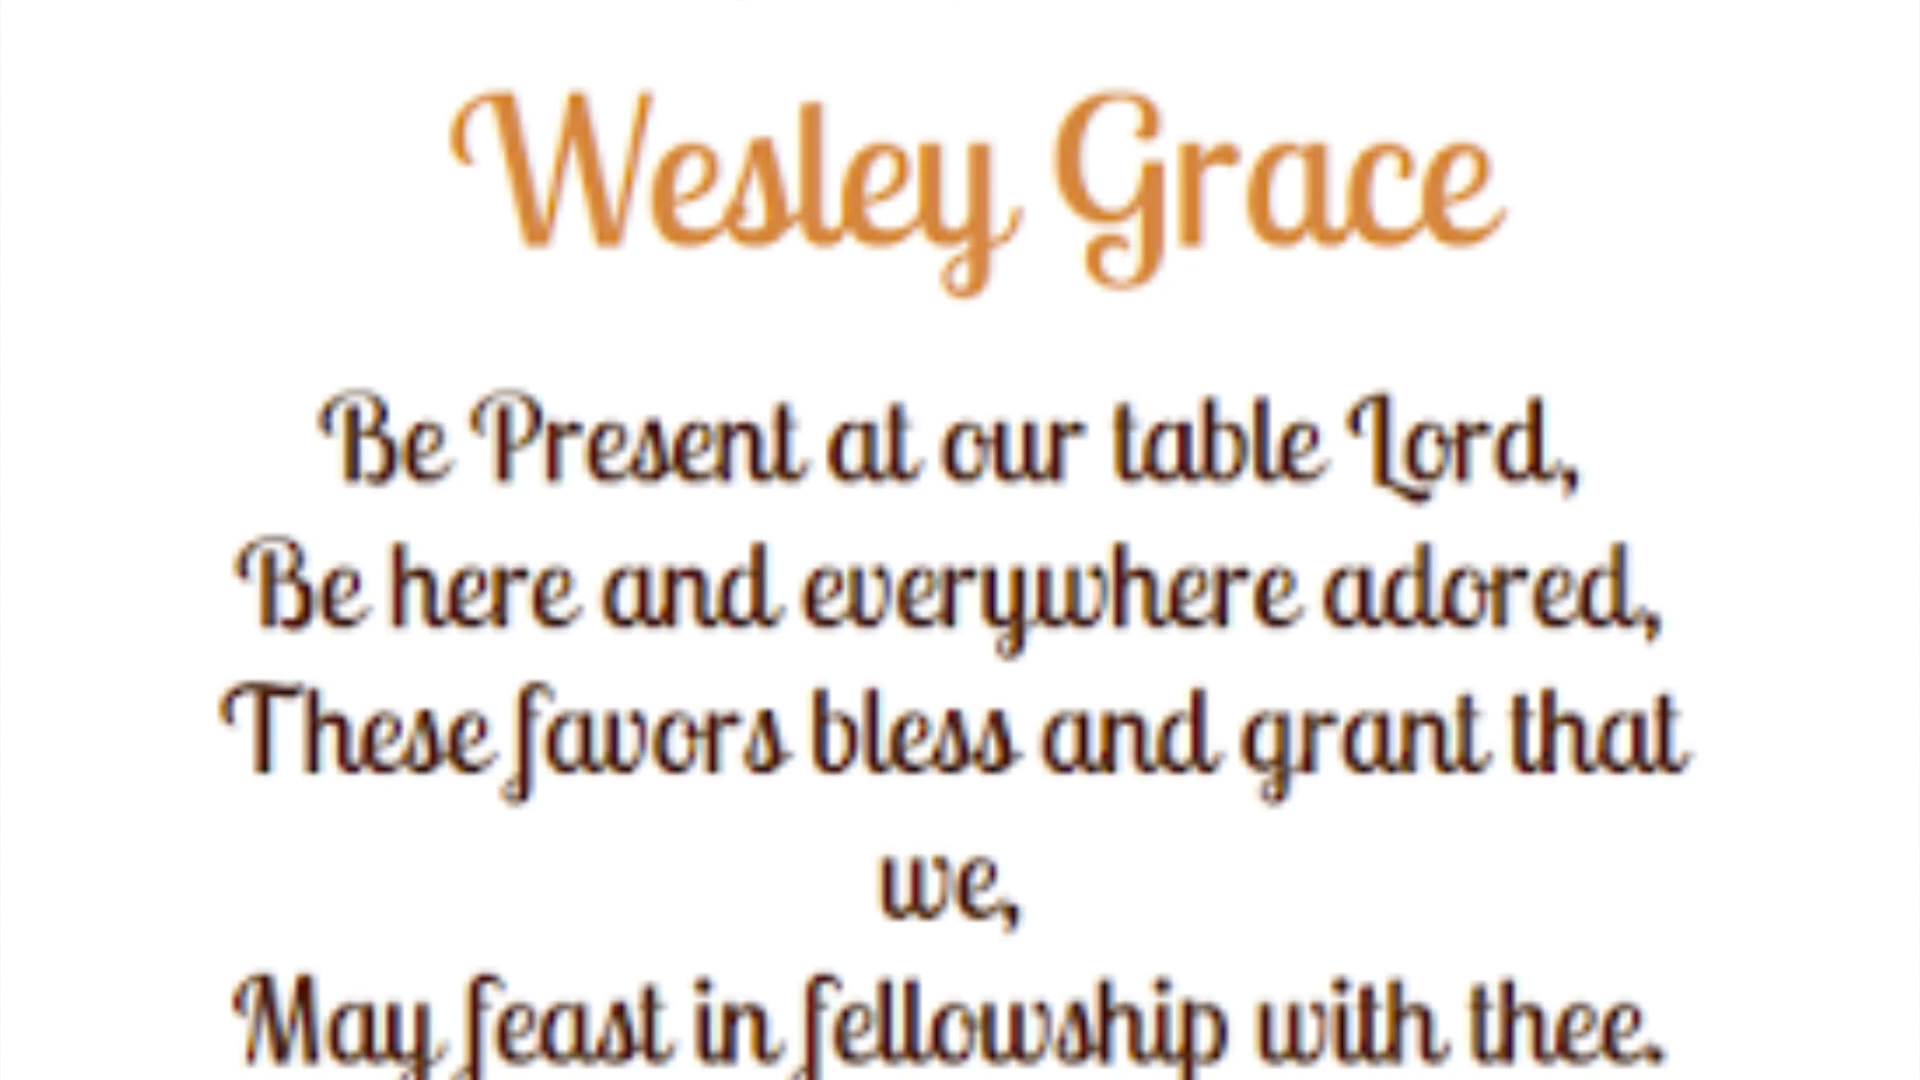 Wesley Grace
Be Present at our table Lord,
Be here and everywhere adored,
These favors bless and grant that
we,
May feast in fellowship with thee.